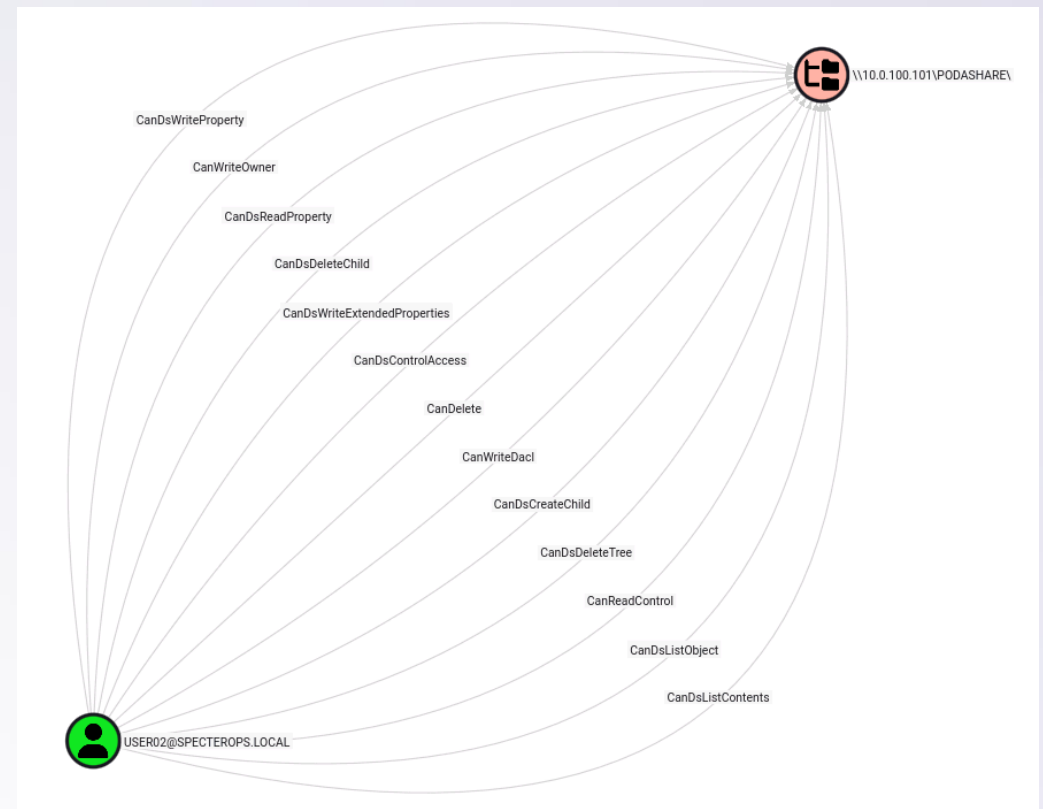 \\10.0.100.101\PODASHARE\
CanDsWriteProperty
CanWriteOwner
CanDsReadProperty
CanDsDeleteChild
CanDsWriteExtendedProperties
CanDsControlAccess
CanDelete
CanWriteDacl
CanDsCreateChild
CanDsDeleteTree
CanReadControl
CanDsListObject
CanDsListContents
USER02@SPECTEROPS.LOCAL